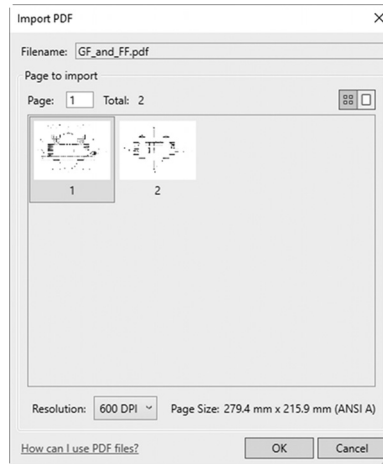 Import PDF
Filename: GF_and_FF.pdf
Page to import
Page: 1 Total: 2
1 2
Resolution: 600 DPI Page Size: 279.4 mm x 215.9 mm (ANSI A)
How can I use PDF files? OK Cancel